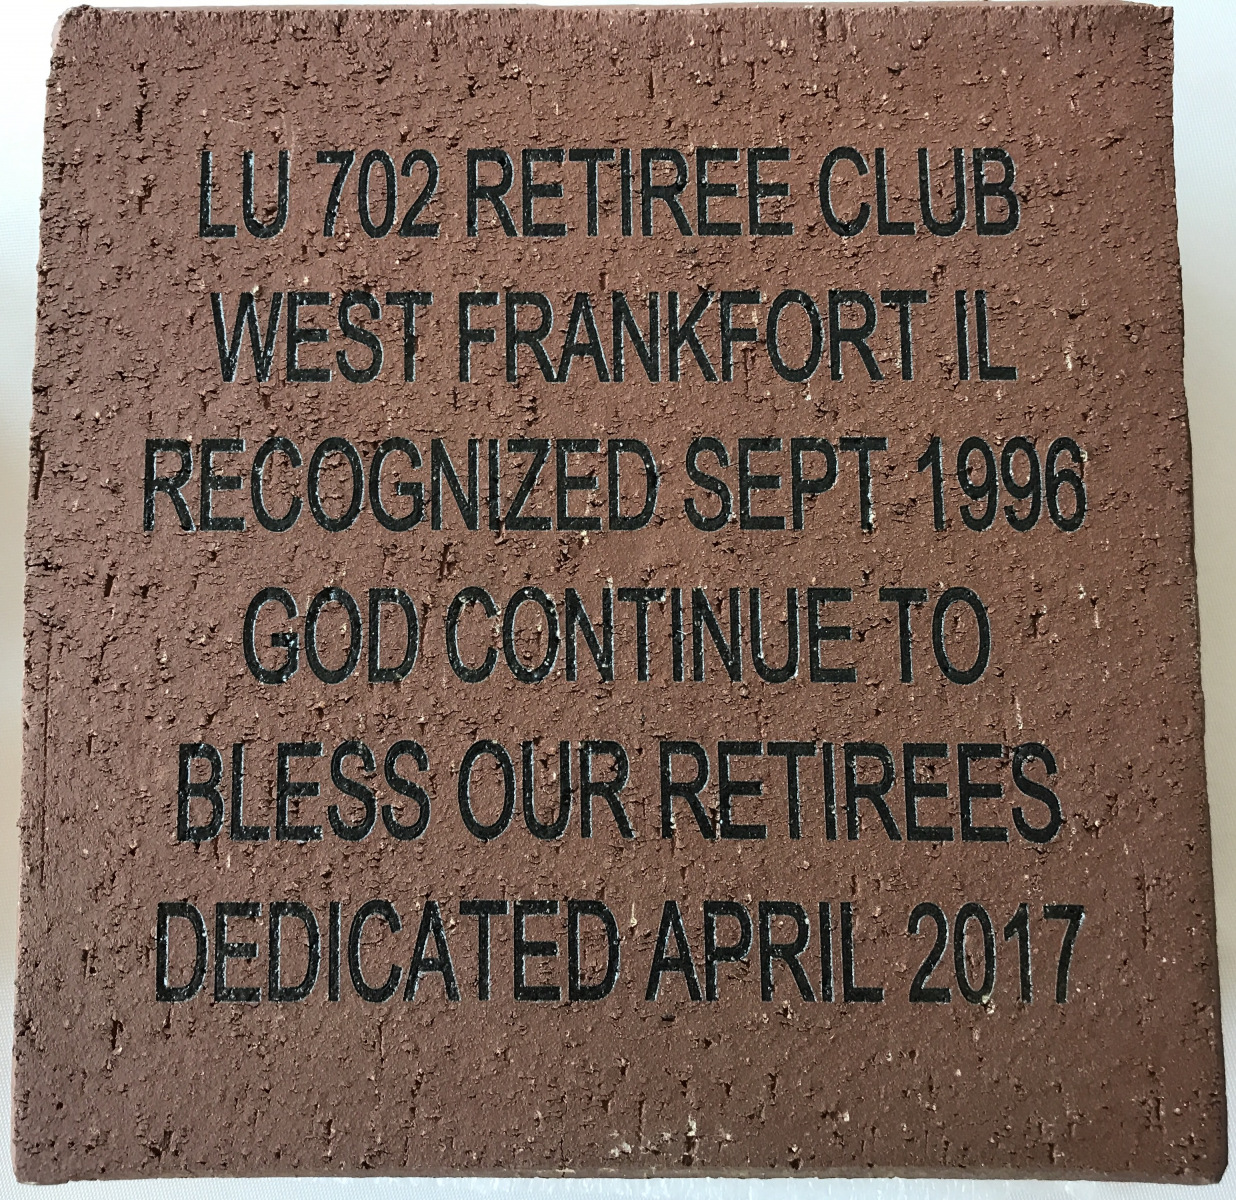 LU 702 RETIREE CLUB
WEST FRANKFORT IL
RECOGNIZED SEPT 1996
GOD CONTINUE TO
BLESS OUR RETIREES
DEDICATED APRIL 2017